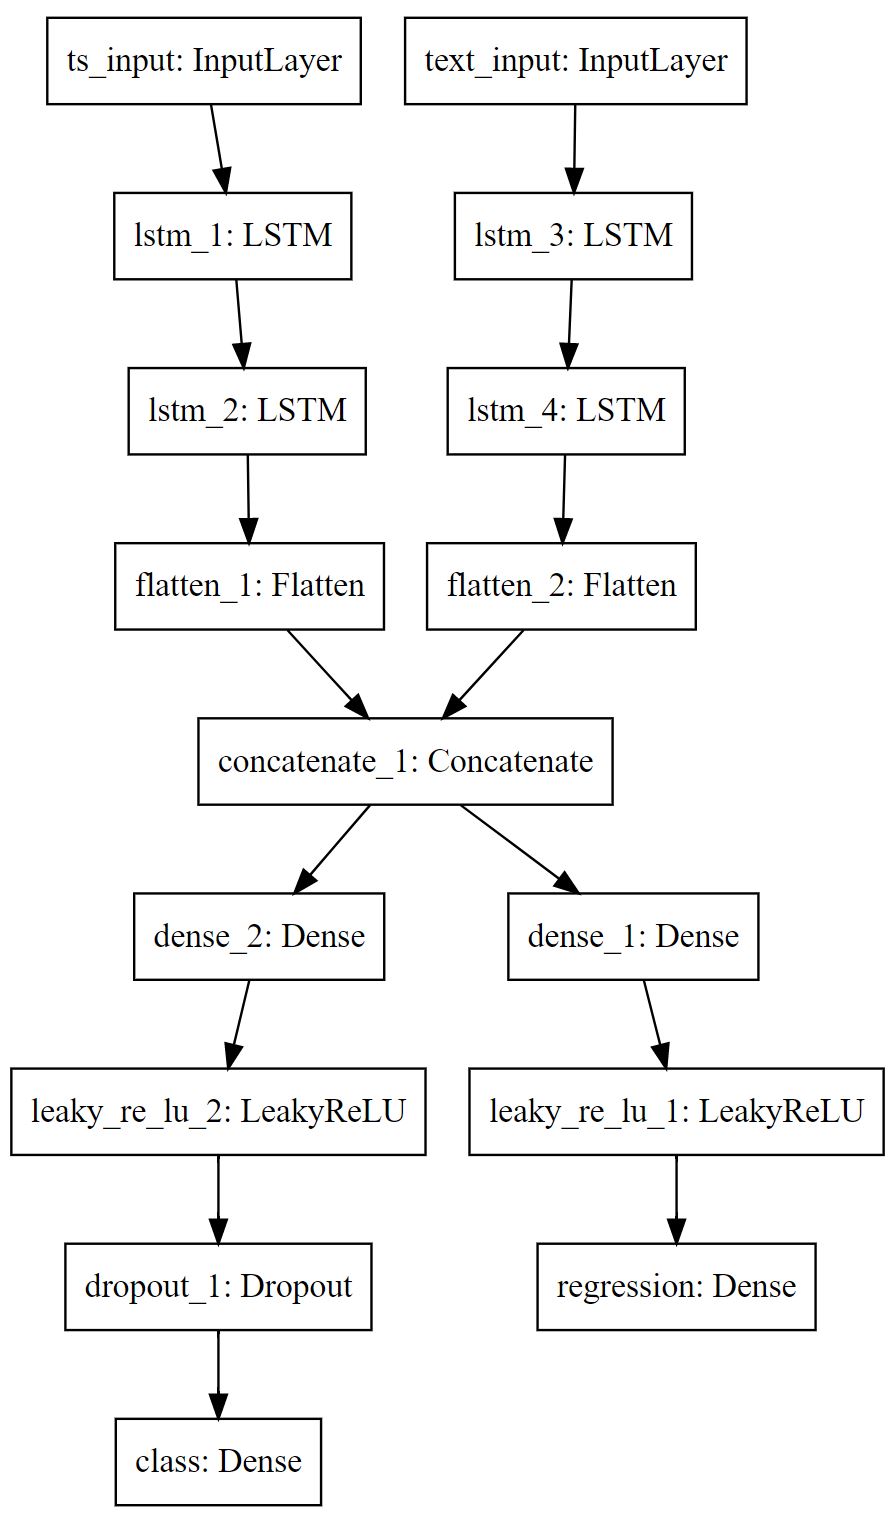 ts_input: InputLayer
text_input: InputLayer
lstm_1: LSTM
lstm_3: LSTM
lstm_2: LSTM
lstm_4: LSTM
flatten_1: Flatten
flatten_2: Flatten
concatenate_1: Concatenate
dense_2: Dense
dense_1: Dense
leaky_re_lu_2: LeakyReLU
leaky_re_lu_1: LeakyReLU
dropout_1: Dropout
regression: Dense
class: Dense